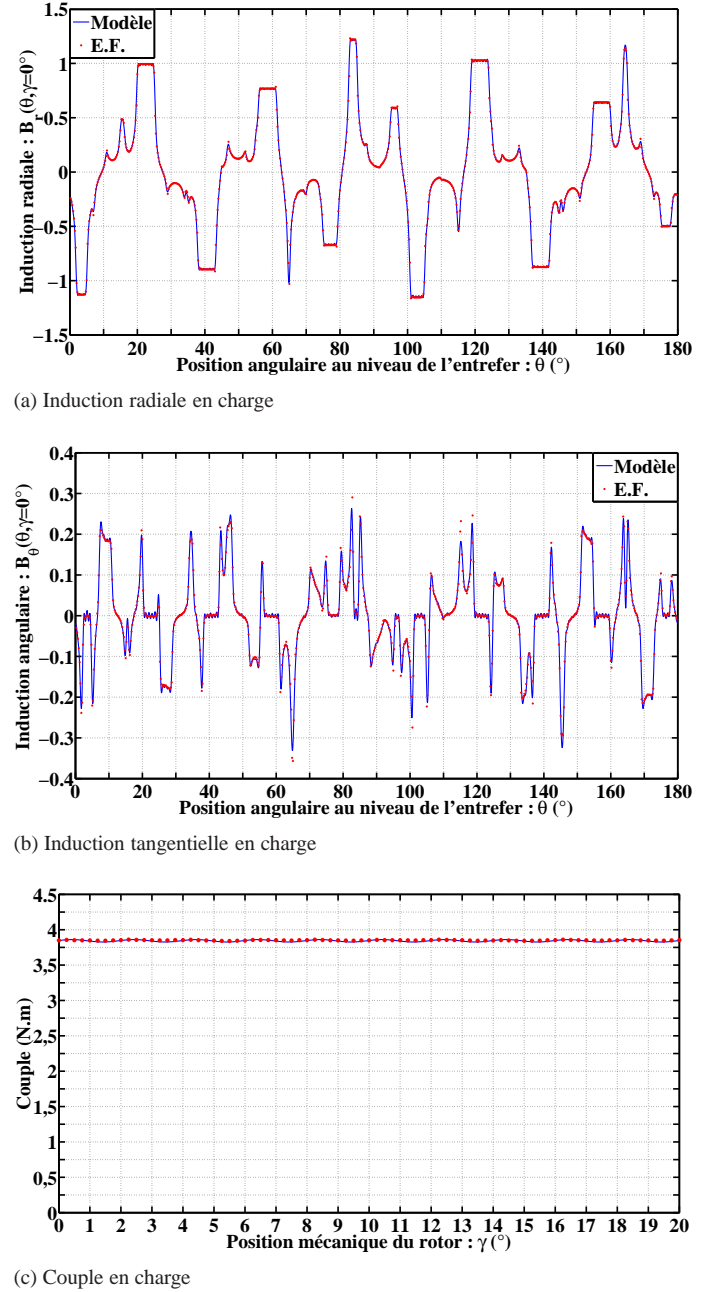 Modèle
E.F.
1
0.5
0
−0.5
−1
−1.5
Induction radiale : B_r(θ,γ=0°)
0 20 40 60 80 100 120 140 160 180
Position angulaire au niveau de l'entrefer : θ (°)
(a) Induction radiale en charge
0.4
0.3
0.2
0.1
0
−0.1
−0.2
−0.3
−0.4
Induction angulaire : B_θ(θ,γ=0°)
Modèle
E.F.
0 20 40 60 80 100 120 140 160 180
Position angulaire au niveau de l'entrefer : θ (°)
(b) Induction tangentielle en charge
4.5
4
3.5
3
2.5
2
1,5
1
0,5
0
Couple (N.m)
0 1 2 3 4 5 6 7 8 9 10 11 12 13 14 15 16 17 18 19 20
Position mécanique du rotor : γ (°)
(c) Couple en charge